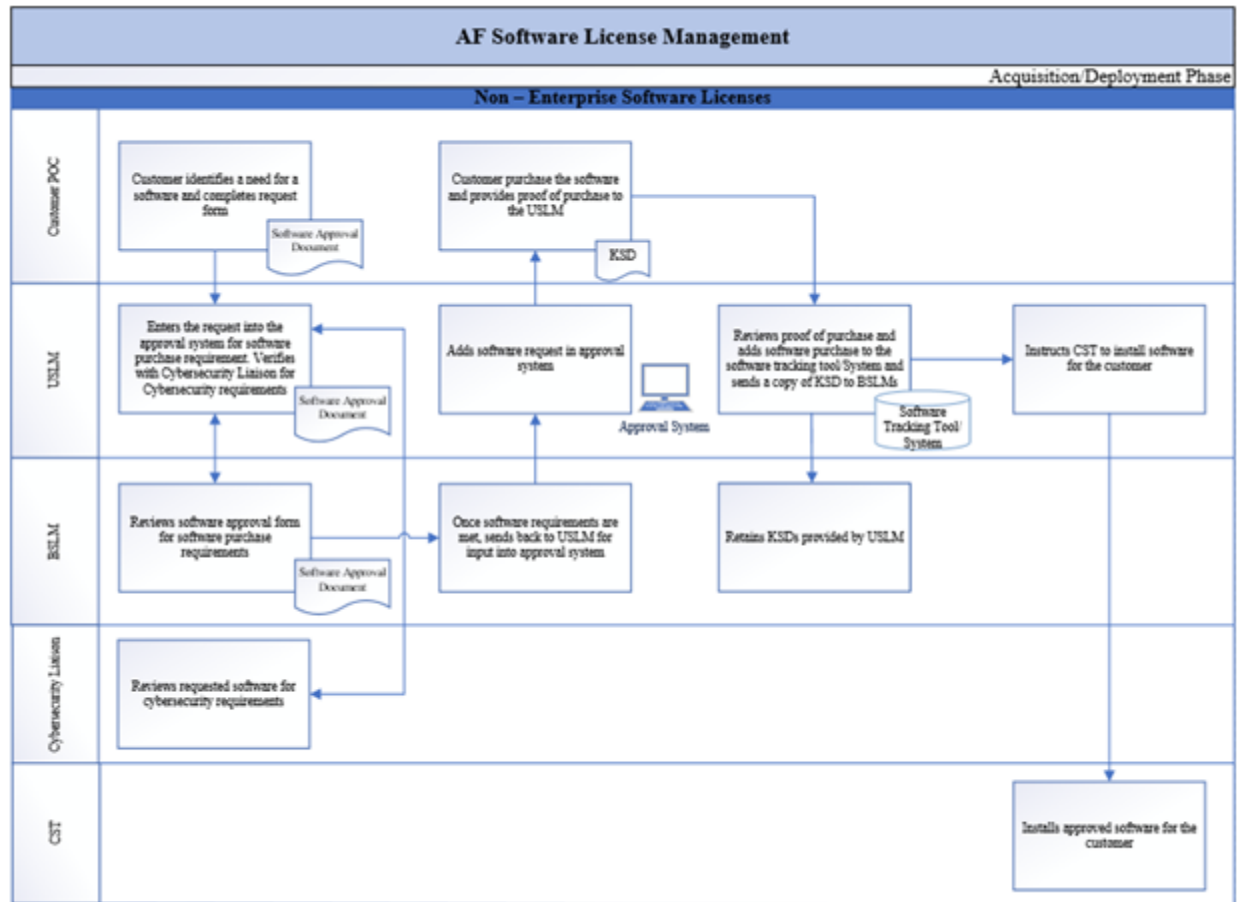 AF Software License Management
Acquisition/Deployment Phase
Non – Enterprise Software Licenses
Customer POC
Customer identifies a need for a
software and completes request
form
Software Approval
Document
Customer purchase the software
and provides proof of purchase to
the USLM
KSD
USLM
Enters the request into the
approval system for software
purchase requirement. Verifies
with Cybersecurity Liaison for
Cybersecurity requirements
Software Approval
Document
Adds software request in approval
system
Approval System
Reviews proof of purchase and
adds software purchase to the
software tracking tool/System and
sends a copy of KSD to BSLMs
Software
Tracking Tool/
System
Instructs CST to install software
for the customer
BSLM
Reviews software approval form
for software purchase
requirements
Software Approval
Document
Once software requirements are
met, sends back to USLM for
input into approval system
Retains KSDs provided by USLM
Cybersecurity Liaison
Reviews requested software for
cybersecurity requirements
CST
Installs approved software for the
customer